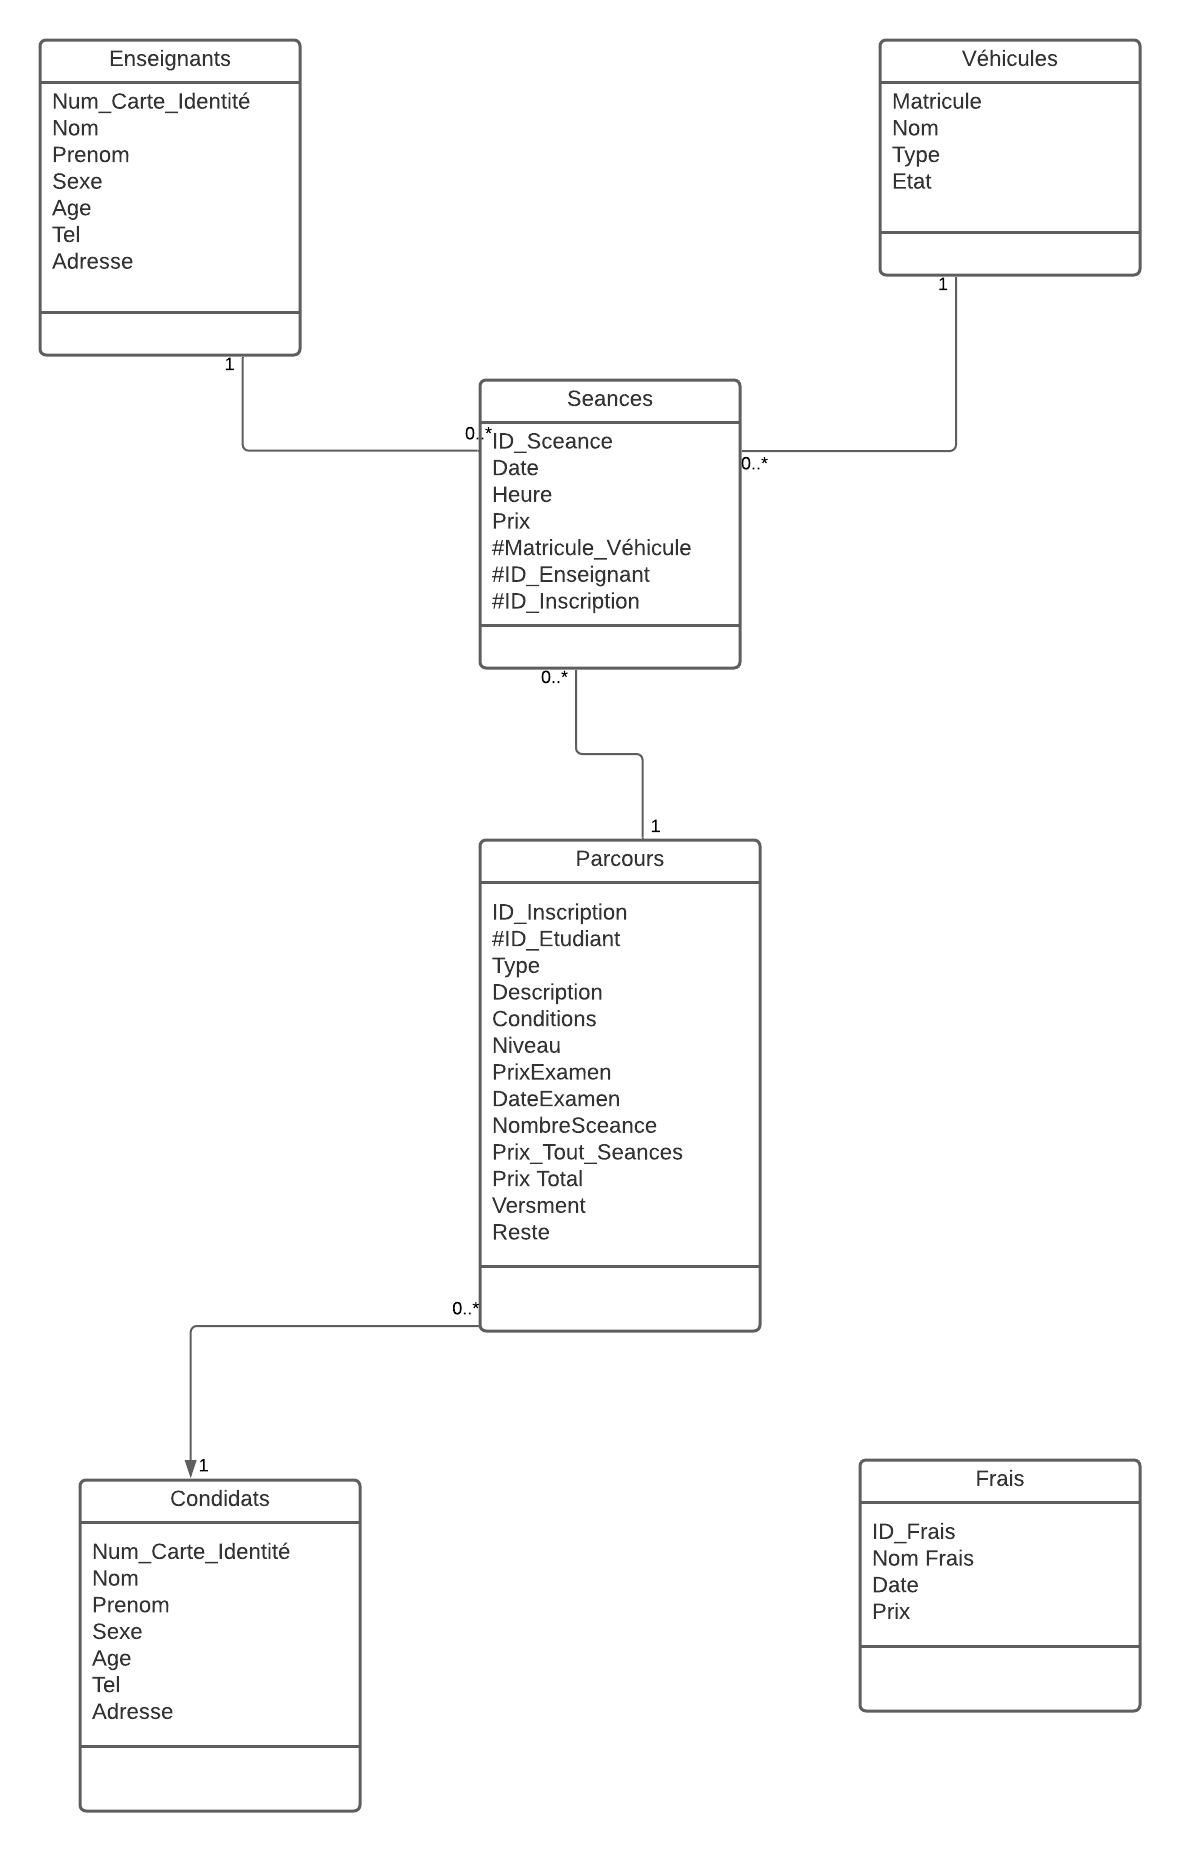 Enseignants
Num_Carte_Identité
Nom
Prenom
Sexe
Age
Tel
Adresse
1
Véhicules
Matricule
Nom
Type
Etat
1
Seances
0..*
ID_Sceance
Date
Heure
Prix
#Matricule_Véhicule
#ID_Enseignant
#ID_Inscription
0..*
0..*
1
Parcours
ID_Inscription
#ID_Etudiant
Type
Description
Conditions
Niveau
PrixExamen
DateExamen
NombreSceance
Prix_Tout_Seances
Prix Total
Versment
Reste
0..*
1
Condidats
Num_Carte_Identité
Nom
Prenom
Sexe
Age
Tel
Adresse
Frais
ID_Frais
Nom Frais
Date
Prix